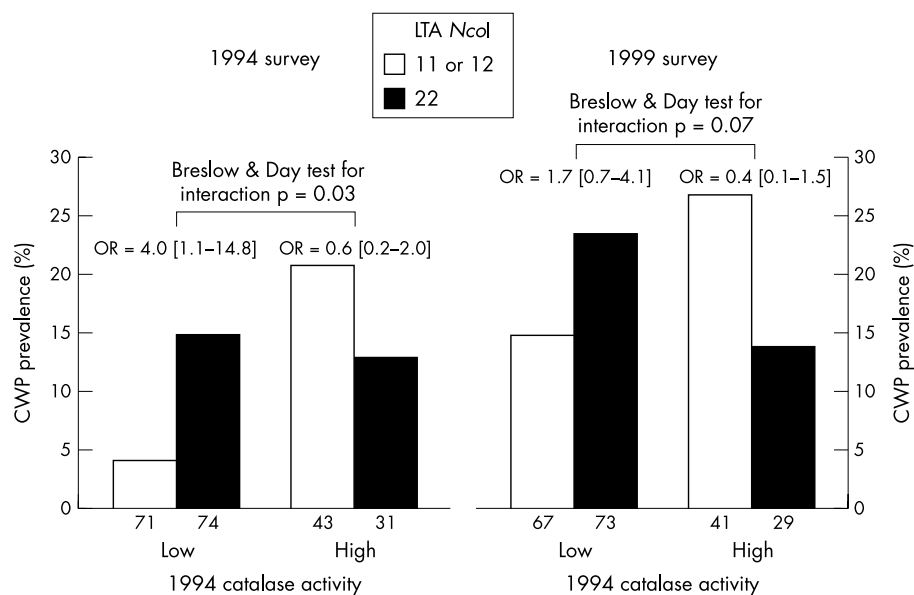 LTA NcoI
11 or 12
22
1994 survey
1999 survey
Breslow & Day test for
interaction p = 0.03
OR = 4.0 [1.1–14.8]
OR = 0.6 [0.2–2.0]
Breslow & Day test for
interaction p = 0.07
OR = 1.7 [0.7–4.1]
OR = 0.4 [0.1–1.5]
CWP prevalence (%)
30
25
20
15
10
5
0
71
74
43
31
Low
High
1994 catalase activity
67
73
41
29
Low
High
1994 catalase activity
30
25
20
15
10
5
0
CWP prevalence (%)